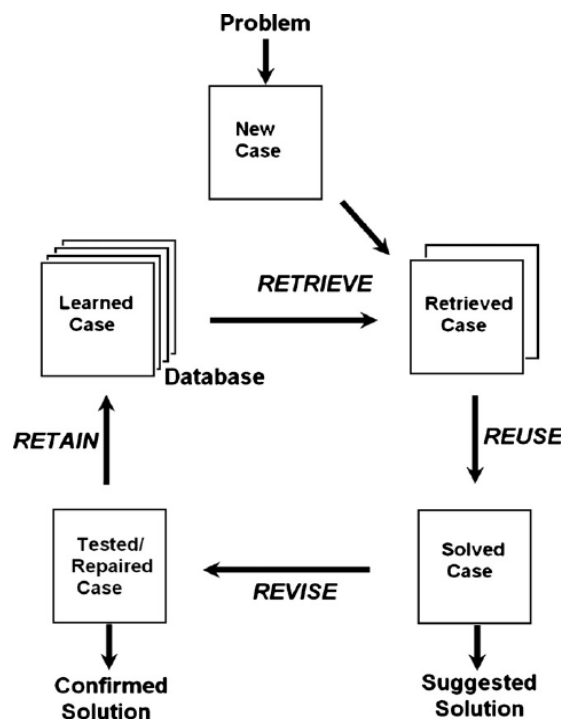 Problem
New
Case
RETRIEVE
Learned
Case
Database
Retrieved
Case
RETAIN
REUSE
Tested/
Repaired
Case
REVISE
Solved
Case
Confirmed
Solution
Suggested
Solution